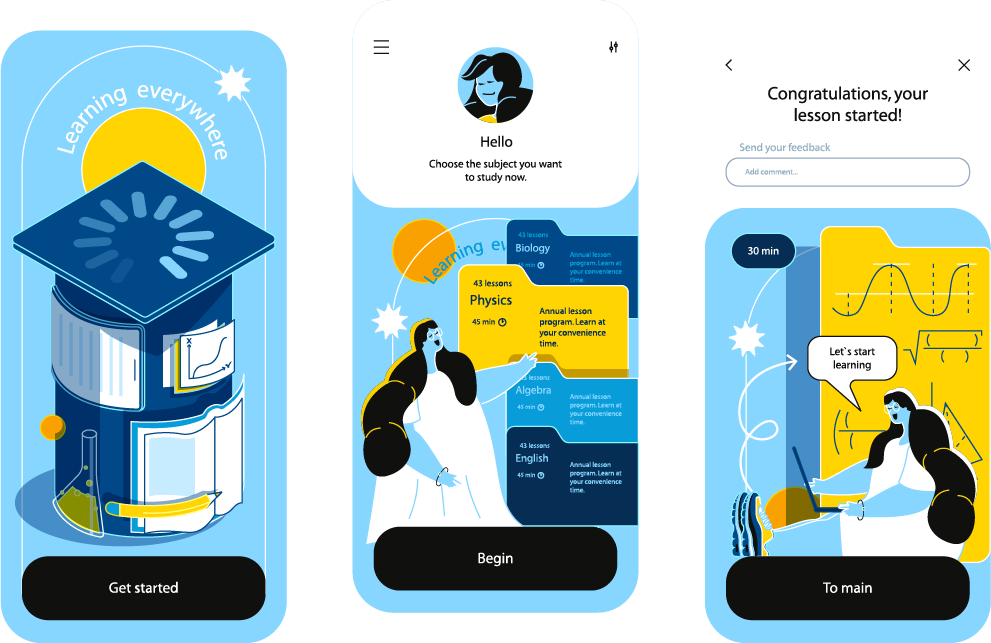 Learning everywhere
X
Y
Get started
Hello
Choose the subject you want
to study now.
Learning
43 lessons
Biology
45 min
Annual lesson
program. Learn at
your convenience
time.
43 lessons
Physics
45 min
Annual lesson
program. Learn at
your convenience
time.
lessons
Algebra
45 min
Annual lesson
program. Learn at
your convenience
time.
43 lessons
English
45 min
Annual lesson
program. Learn at
your convenience
time.
Begin
Congratulations, your
lesson started!
Send your feedback
Add comment...
30 min
Let`s start
learning
To main